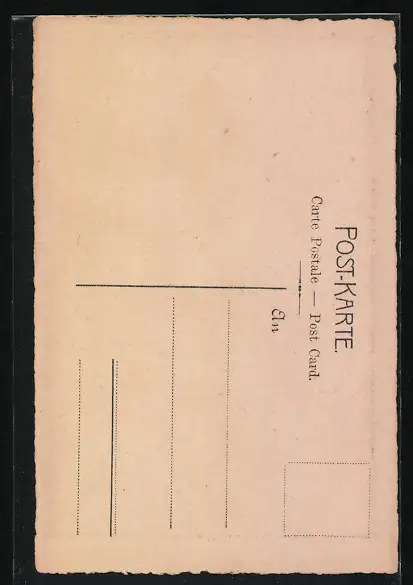 POST-KARTE.
Carte Postale — Post Card.
An